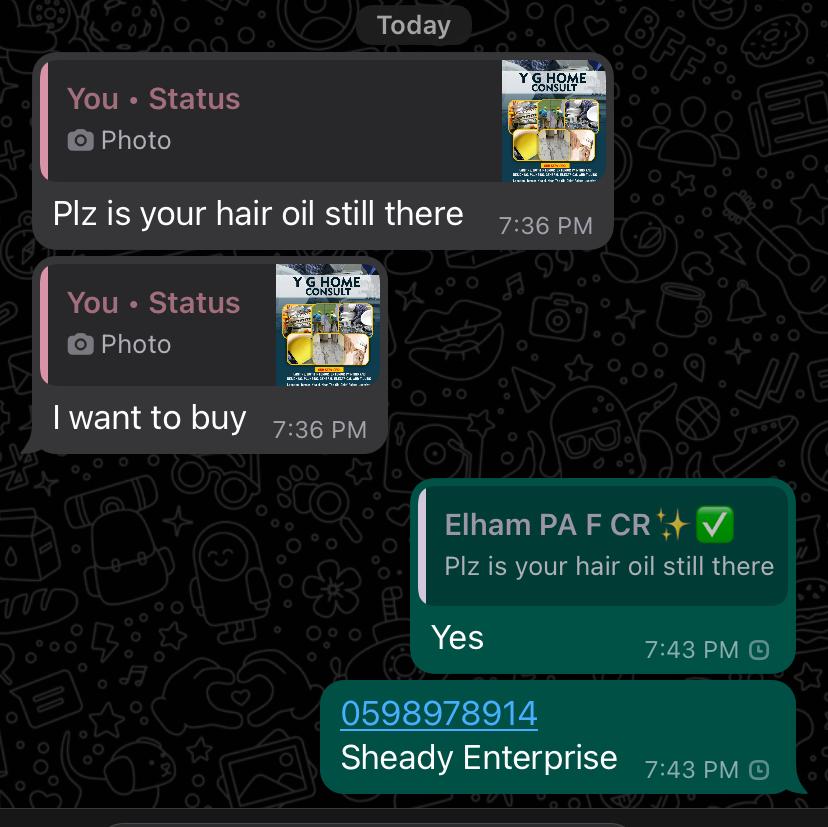 Today
You • Status
Photo
Y G HOME
CONSULT
Plz is your hair oil still there
7:36 PM
You • Status
Photo
Y G HOME
CONSULT
I want to buy
7:36 PM
Elham PA F CR✨✅
Plz is your hair oil still there
Yes
7:43 PM
0598978914
Sheady Enterprise
7:43 PM
BFF